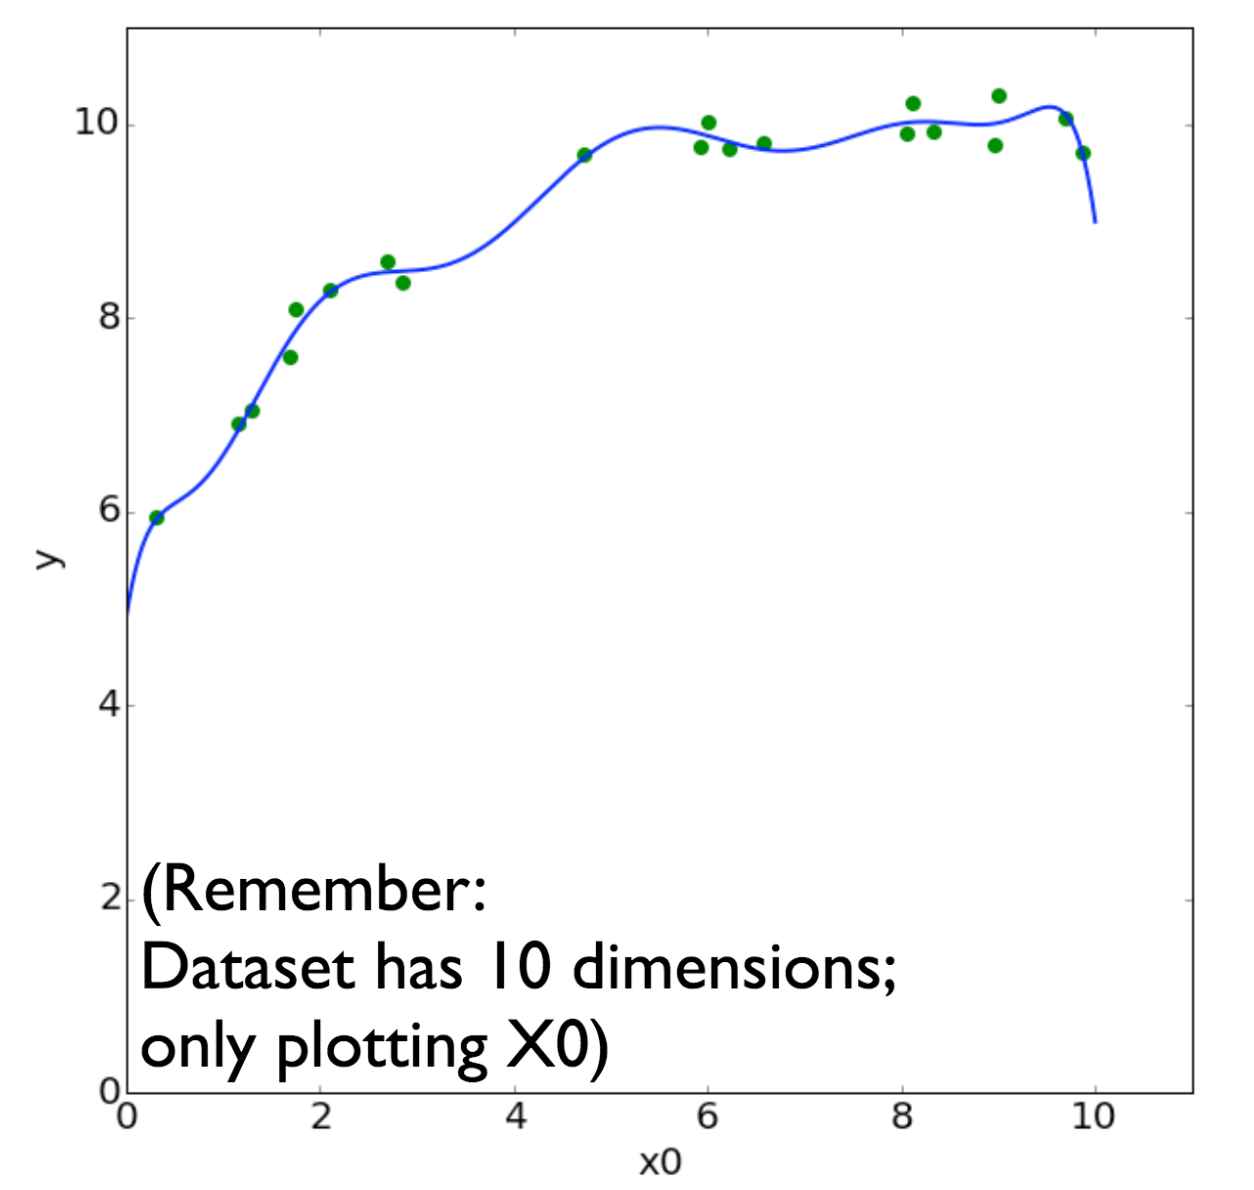 10
8
6
y
4
2
(Remember:
Dataset has 10 dimensions;
only plotting X0)
0
0 2 4 6 8 10
x0